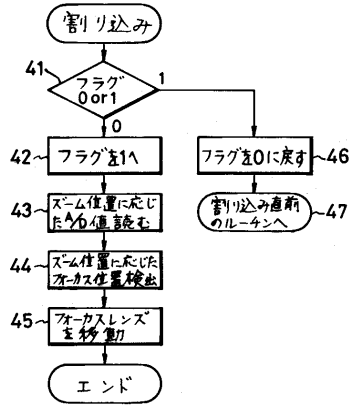 割り込み
41
フラグ
0 or 1
1
0
42
フラグを1へ
フラグを0に戻す
46
43
ズーム位置に応じ
たA/D値読む
割り込み直前
のルーチンへ
47
44
ズーム位置に応じた
フォーカス位置検出
45
フォーカスレンズ
を移動
エンド